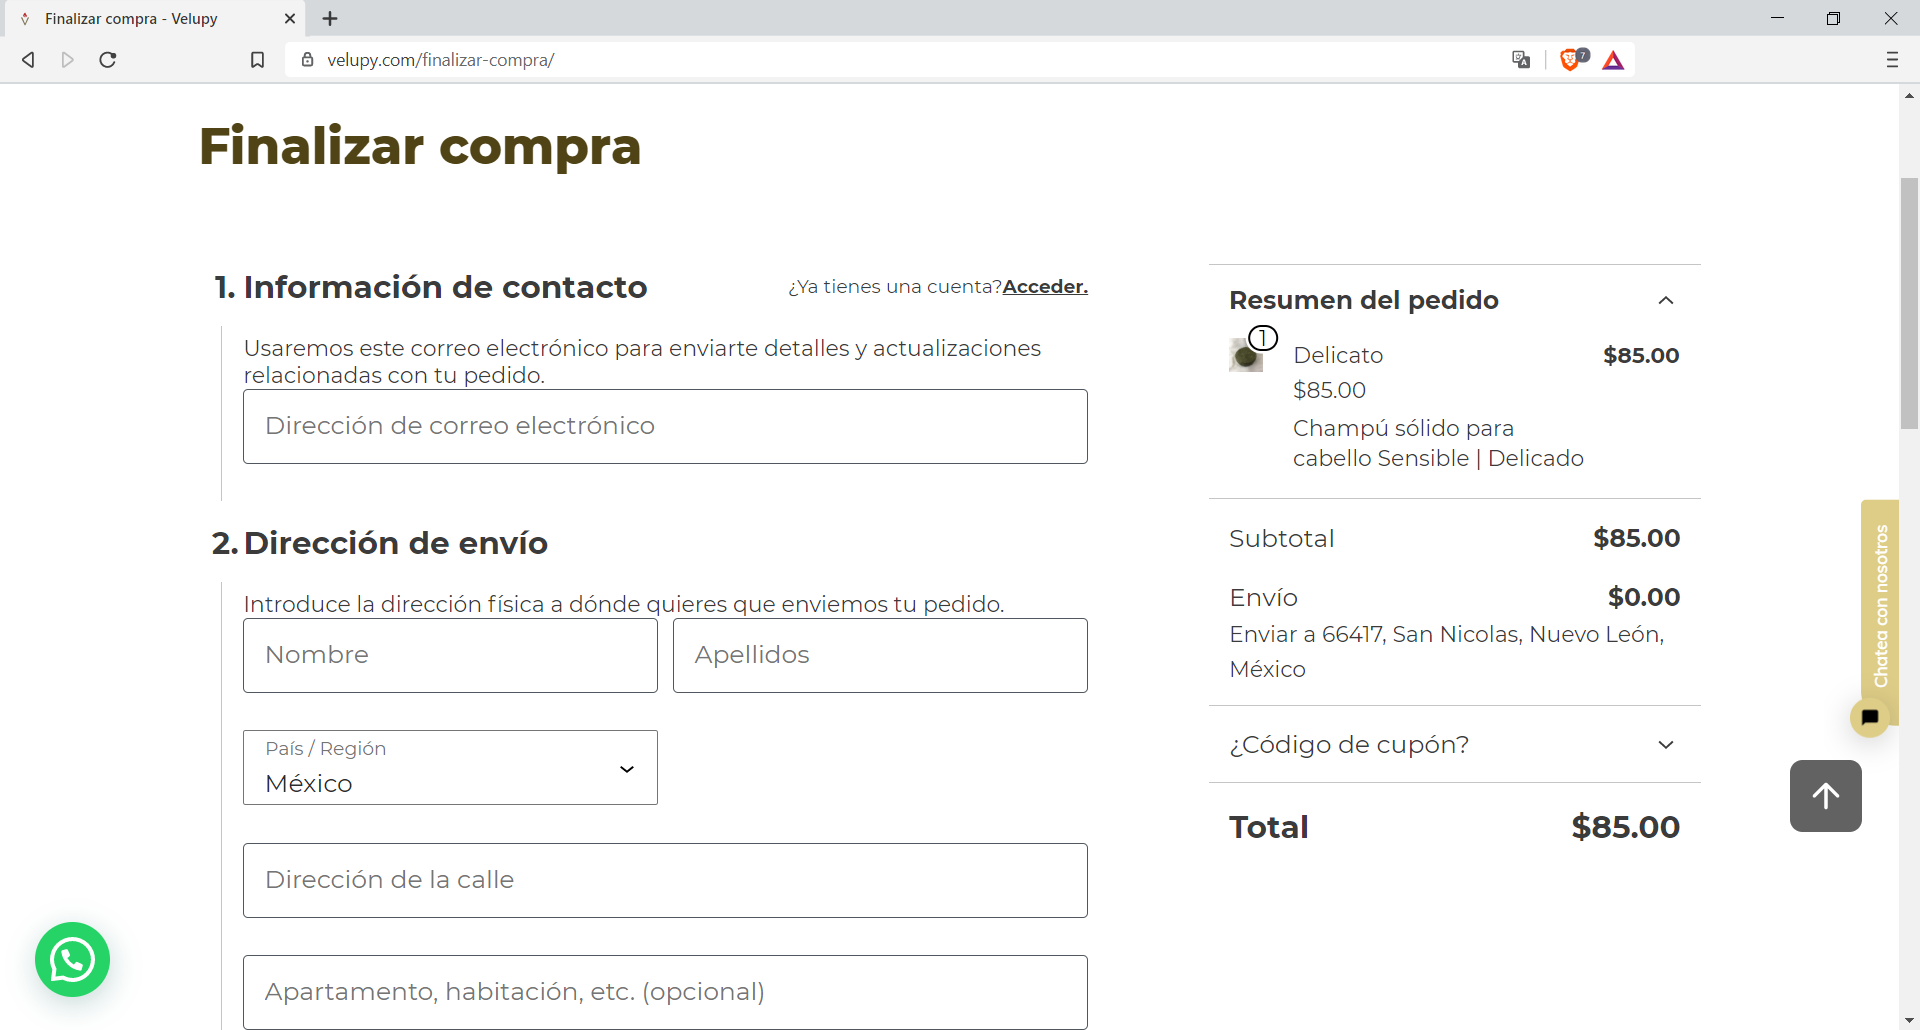 Finalizar compra - Velupy
velupy.com/finalizar-compra/
7
Finalizar compra
1. Información de contacto
¿Ya tienes una cuenta?Acceder.
Usaremos este correo electrónico para enviarte detalles y actualizaciones
relacionadas con tu pedido.
Dirección de correo electrónico
2. Dirección de envío
Introduce la dirección física a dónde quieres que enviemos tu pedido.
Nombre
Apellidos
País / Región
México
Dirección de la calle
Apartamento, habitación, etc. (opcional)
Resumen del pedido
1
Delicato
$85.00
$85.00
Champú sólido para
cabello Sensible | Delicado
Subtotal
$85.00
Envío
$0.00
Enviar a 66417, San Nicolas, Nuevo León,
México
¿Código de cupón?
Total
$85.00
Chatea con nosotros